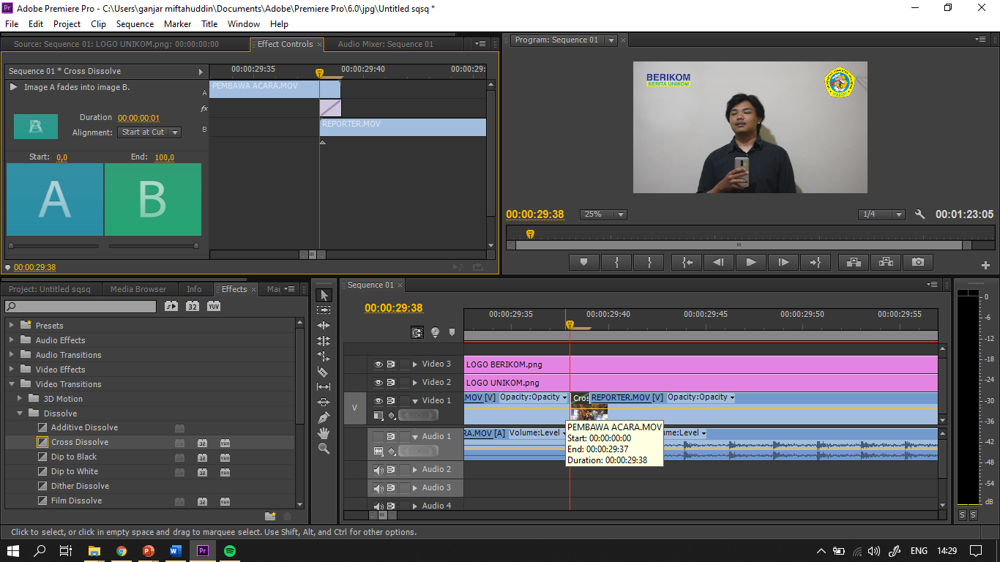 Adobe Premiere Pro - C:\Users\ganjar miftahuddin\Documents\Adobe\Premiere Pro\6.0\jpg\Untitled sqsq *
File Edit Project Clip Sequence Marker Title Window Help
Source: Sequence 01: LOGO UNIKOM.png: 00:00:00:00
Effect Controls
Audio Mixer: Sequence 01
Sequence 01 * Cross Dissolve
00:00:29:35
00:00:29:40
00:00:29:
Image A fades into image B.
A
PEMBAWA ACARA.MOV
fx
Duration 00:00:00:01
B
REPORTER.MOV
Alignment: Start at Cut
Start: 0,0
End: 100,0
A
B
00:00:29:38
Program: Sequence 01
BERIKOM
BERITA UNIKOM
00:00:29:38
25%
1/4
00:01:23:05
Project: Untitled sqsq
Media Browser
Info
Effects
Ma
32
YUV
Presets
Audio Effects
Audio Transitions
Video Effects
Video Transitions
3D Motion
Dissolve
Additive Dissolve
Cross Dissolve
32
YUV
Dip to Black
32
YUV
Dip to White
32
YUV
Dither Dissolve
Film Dissolve
32
YUV
Sequence 01
00:00:29:38
00:00:29:35
00:00:29:40
00:00:29:45
00:00:29:50
00:00:29:55
Video 3
LOGO BERIKOM.png
Video 2
LOGO UNIKOM.png
V
Video 1
MOV [V] Opacity:Opacity
Cros
REPORTER.MOV [V] Opacity:Opacity
PEMBAWA ACARA.MOV
Start: 00:00:00:00
End: 00:00:29:37
Duration: 00:00:29:38
Audio 1
RA.MOV [A] Volume:Level
ume:Level
Audio 2
Audio 3
Audio 4
0
-6
-12
-18
-24
-30
-36
-42
-48
-54
dB
S S
Click to select, or click in empty space and drag to marquee select. Use Shift, Alt, and Ctrl for other options.
ENG
14:29